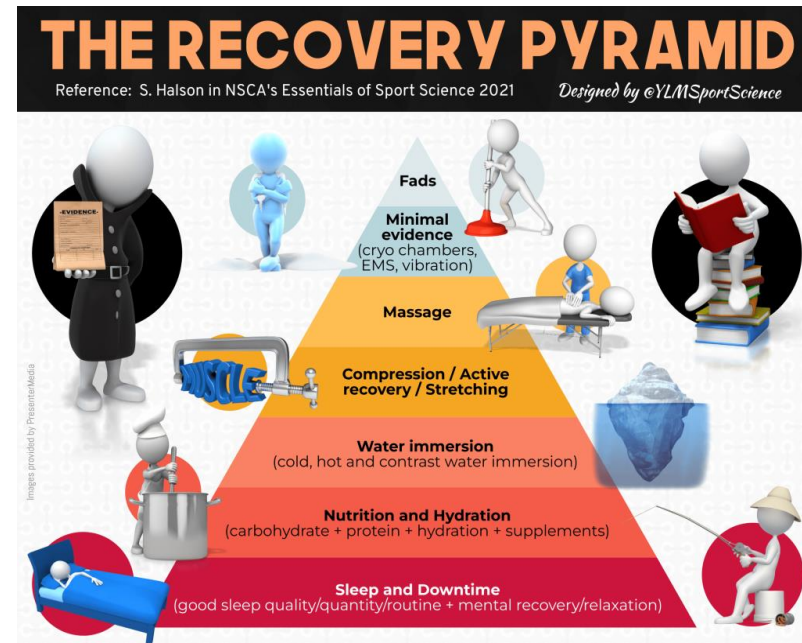 THE RECOVERY PYRAMID
Reference: S. Halson in NSCA's Essentials of Sport Science 2021
Designed by @YLMSportScience
-EVIDENCE-
Fads
Minimal
evidence
(cryo chambers,
EMS, vibration)
Massage
MUSCLE
Compression / Active
recovery / Stretching
Water immersion
(cold, hot and contrast water immersion)
Nutrition and Hydration
(carbohydrate + protein + hydration + supplements)
Sleep and Downtime
(good sleep quality/quantity/routine + mental recovery/relaxation)
Images provided by PresenterMedia